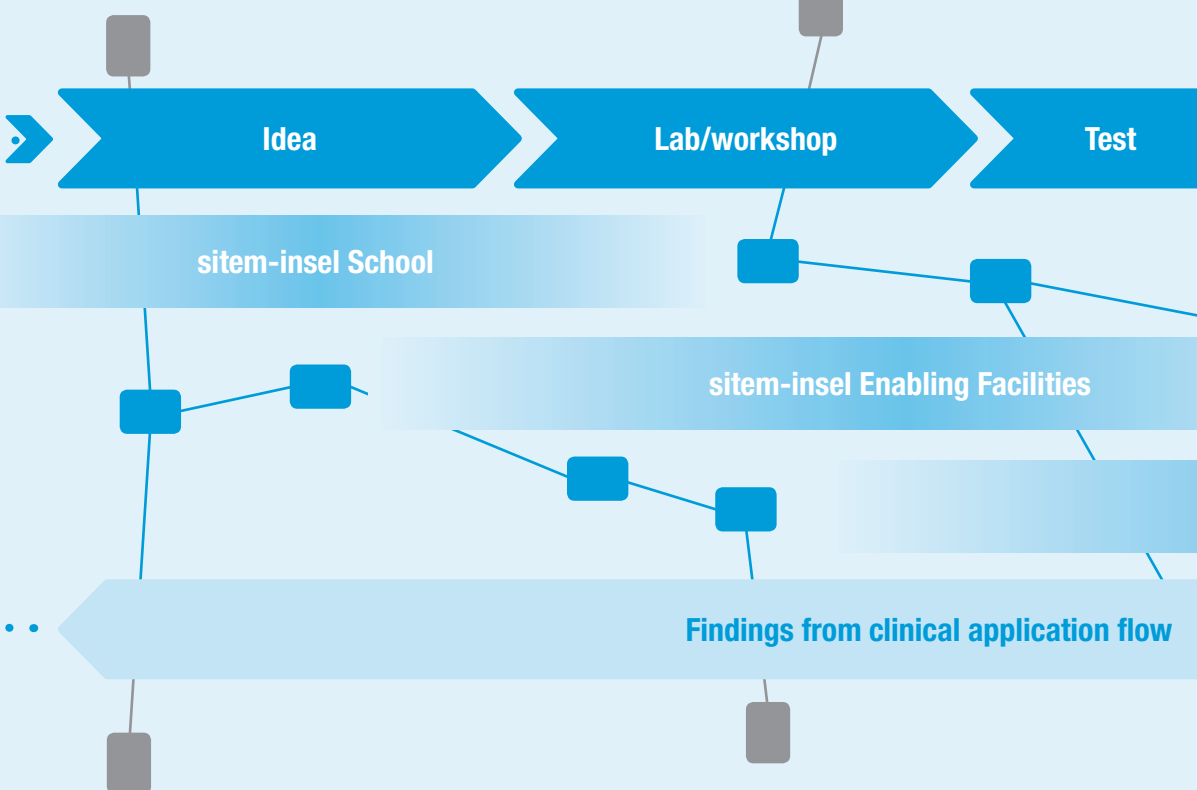 Idea
Lab/workshop
Test
sitem-insel School
sitem-insel Enabling Facilities
Findings from clinical application flow